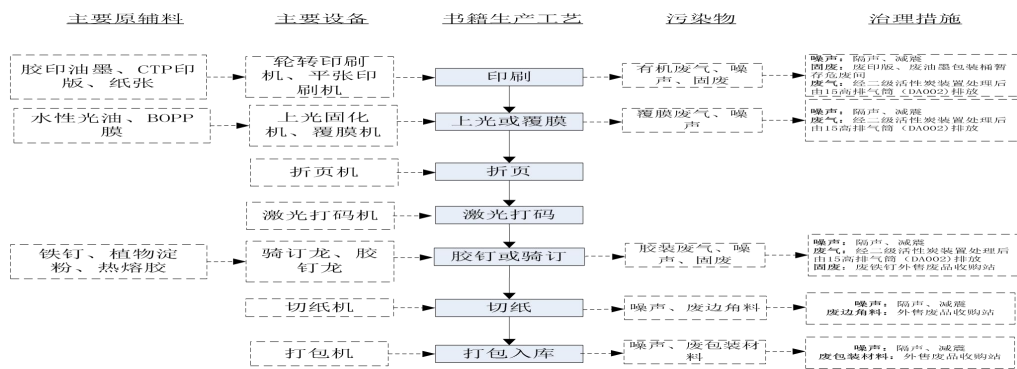 主要原辅料
主要设备
书籍生产工艺
污染物
治理措施
胶印油墨、CTP印
版、纸张
轮转印刷
机、平张印
刷机
印刷
有机废气、噪
声、固废
噪声：隔声、减震
固废：废印版、废油墨包装桶暂
存危废间
废气：经二级活性炭装置处理后
由15高排气筒（DA002)排放
水性光油、BOPP
膜
上光固化
机、覆膜机
上光或覆膜
覆膜废气、噪
声
噪声：隔声、减震
废气：经二级活性炭装置处理后
由15高排气筒（DA002)排放
折页机
折页
激光打码机
激光打码
铁钉、植物淀
粉、热熔胶
骑订龙、胶
钉龙
胶钉或骑订
胶装废气、噪
声、固废
噪声：隔声、减震
废气：经二级活性炭装置处理后
由15高排气筒（DA002)排放
固废：废铁钉外售废品收购站
切纸机
切纸
噪声、废边角料
噪声：隔声、减震
废边角料：外售废品收购站
打包机
打包入库
噪声、废包装材
料
噪声：隔声、减震
废包装材料：外售废品收购站